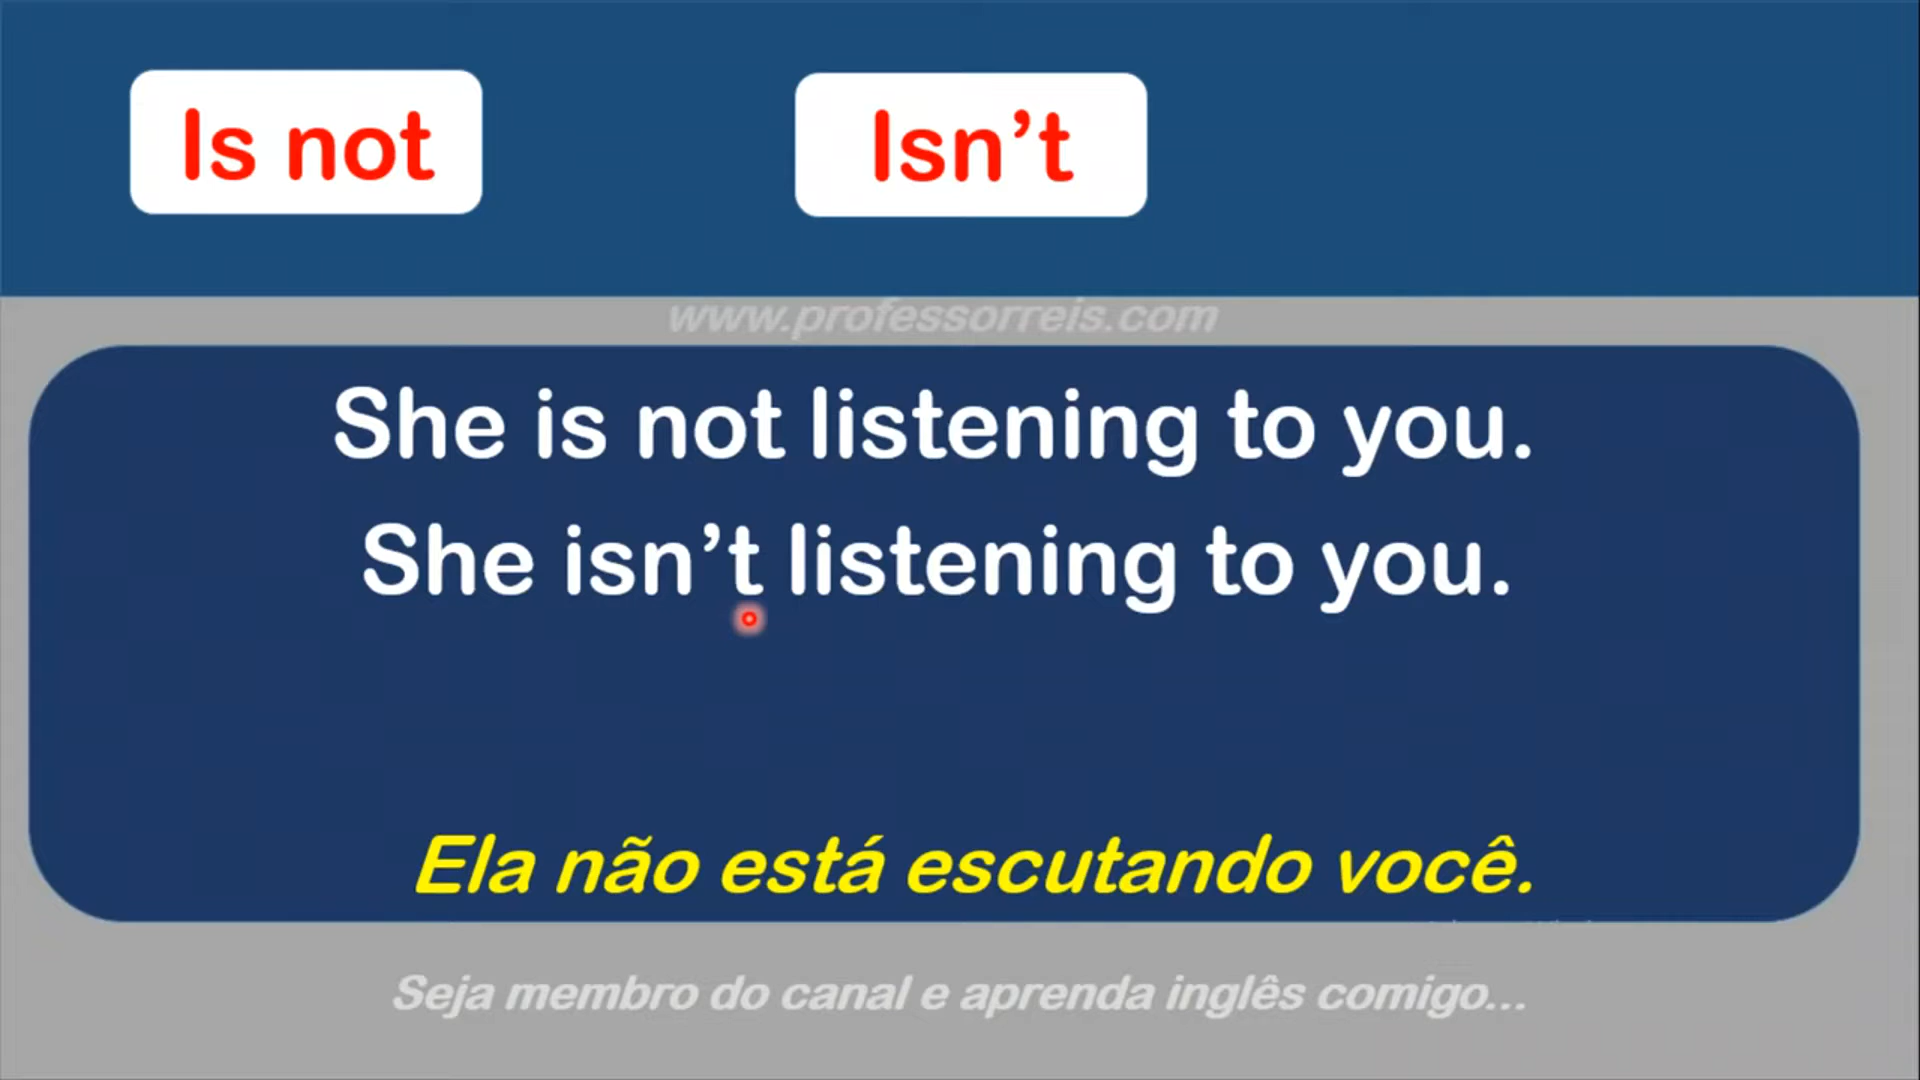 Is not
Isn’t
www.professorreis.com
She is not listening to you.
She isn’t listening to you.
Ela não está escutando você.
Seja membro do canal e aprenda inglês comigo...